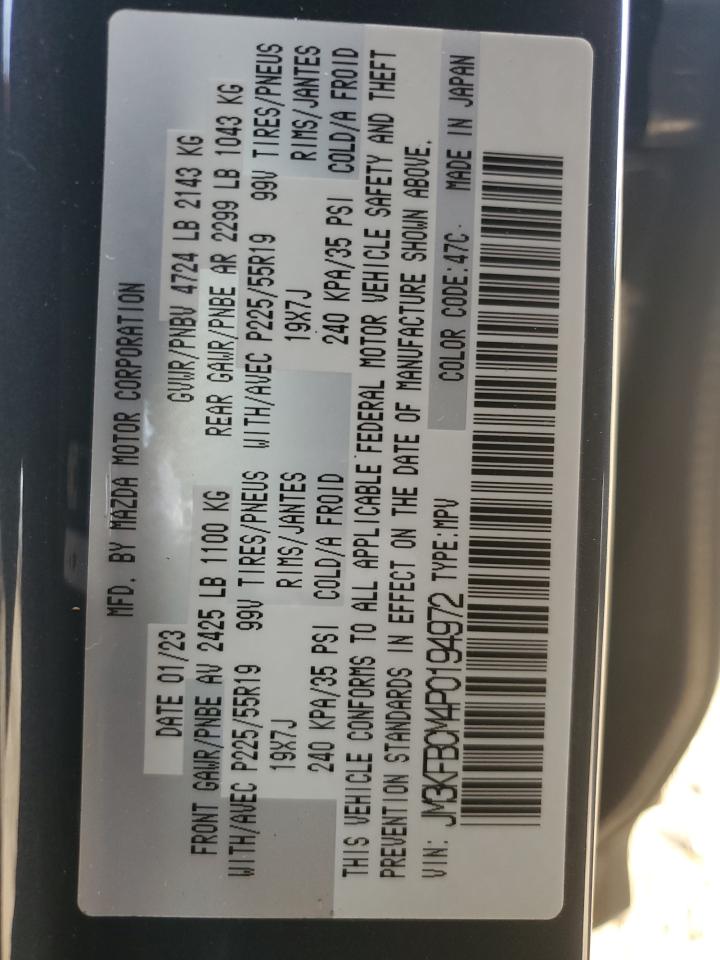 MFD. BY MAZDA MOTOR CORPORATION
DATE 01/23 GVWR/PNBV 4724 LB 2143 KG
FRONT GAWR/PNBE AV 2425 LB 1100 KG REAR GAWR/PNBE AR 2299 LB 1043 KG
WITH/AVEC P225/55R19 99V TIRES/PNEUS WITH/AVEC P225/55R19 99V TIRES/PNEUS
19X7J RIMS/JANTES 19X7J RIMS/JANTES
240 KPA/35 PSI COLD/A FROID 240 KPA/35 PSI COLD/A FROID
THIS VEHICLE CONFORMS TO ALL APPLICABLE FEDERAL MOTOR VEHICLE SAFETY AND THEFT
PREVENTION STANDARDS IN EFFECT ON THE DATE OF MANUFACTURE SHOWN ABOVE.
VIN: JM3KFBCM4P0194972 TYPE:MPV COLOR CODE:47C MADE IN JAPAN